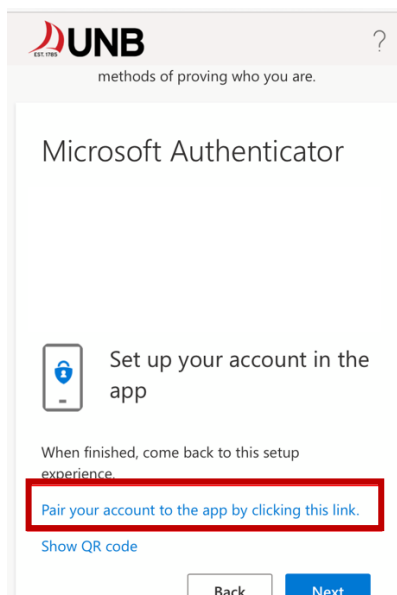 UNB
EST. 1785
?
methods of proving who you are.
Microsoft Authenticator
Set up your account in the
app
When finished, come back to this setup
experience.
Pair your account to the app by clicking this link.
Show QR code
Back
Next